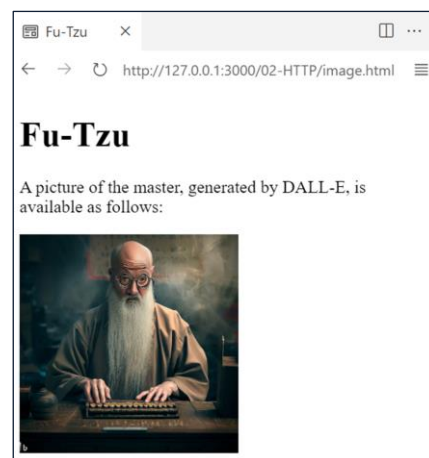 Fu-Tzu
http://127.0.0.1:3000/02-HTTP/image.html
Fu-Tzu
A picture of the master, generated by DALL-E, is
available as follows: